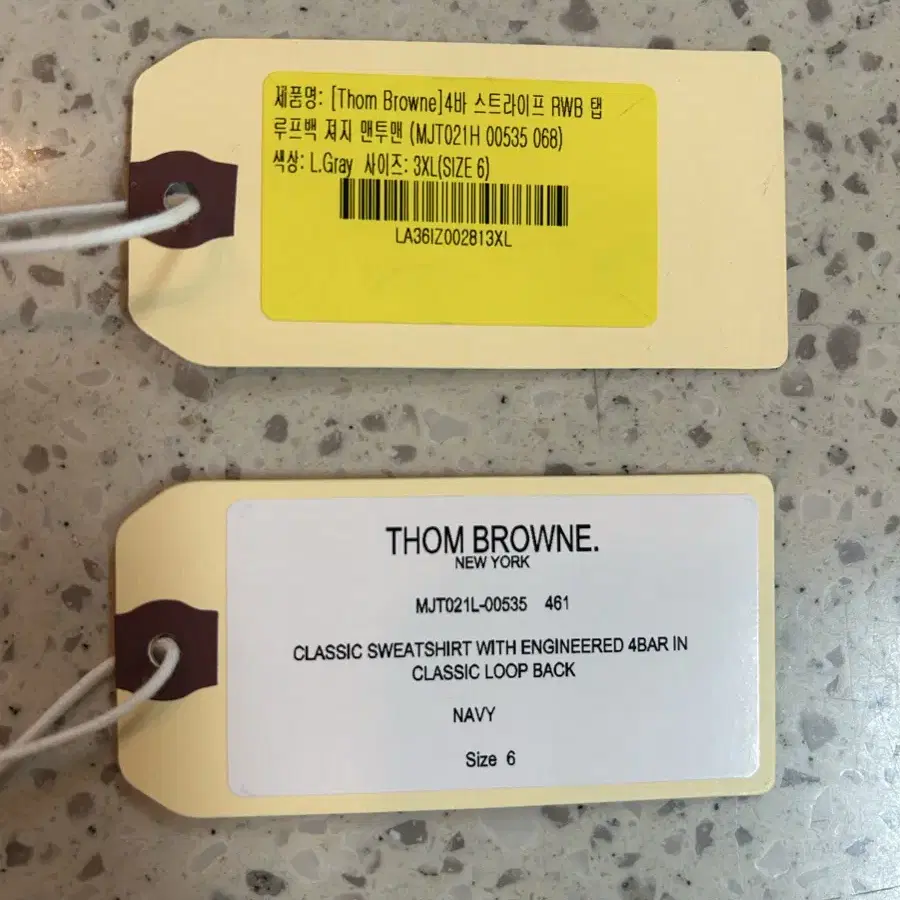 제품명: [Thom Browne]4바 스트라이프 RWB 탭
루프백 져지 맨투맨 (MJT021H 00535 068)
색상: L.Gray 사이즈: 3XL(SIZE 6)
LA36IZ002813XL
THOM BROWNE.
NEW YORK
MJT021L-00535 461
CLASSIC SWEATSHIRT WITH ENGINEERED 4BAR IN
CLASSIC LOOP BACK
NAVY
Size 6